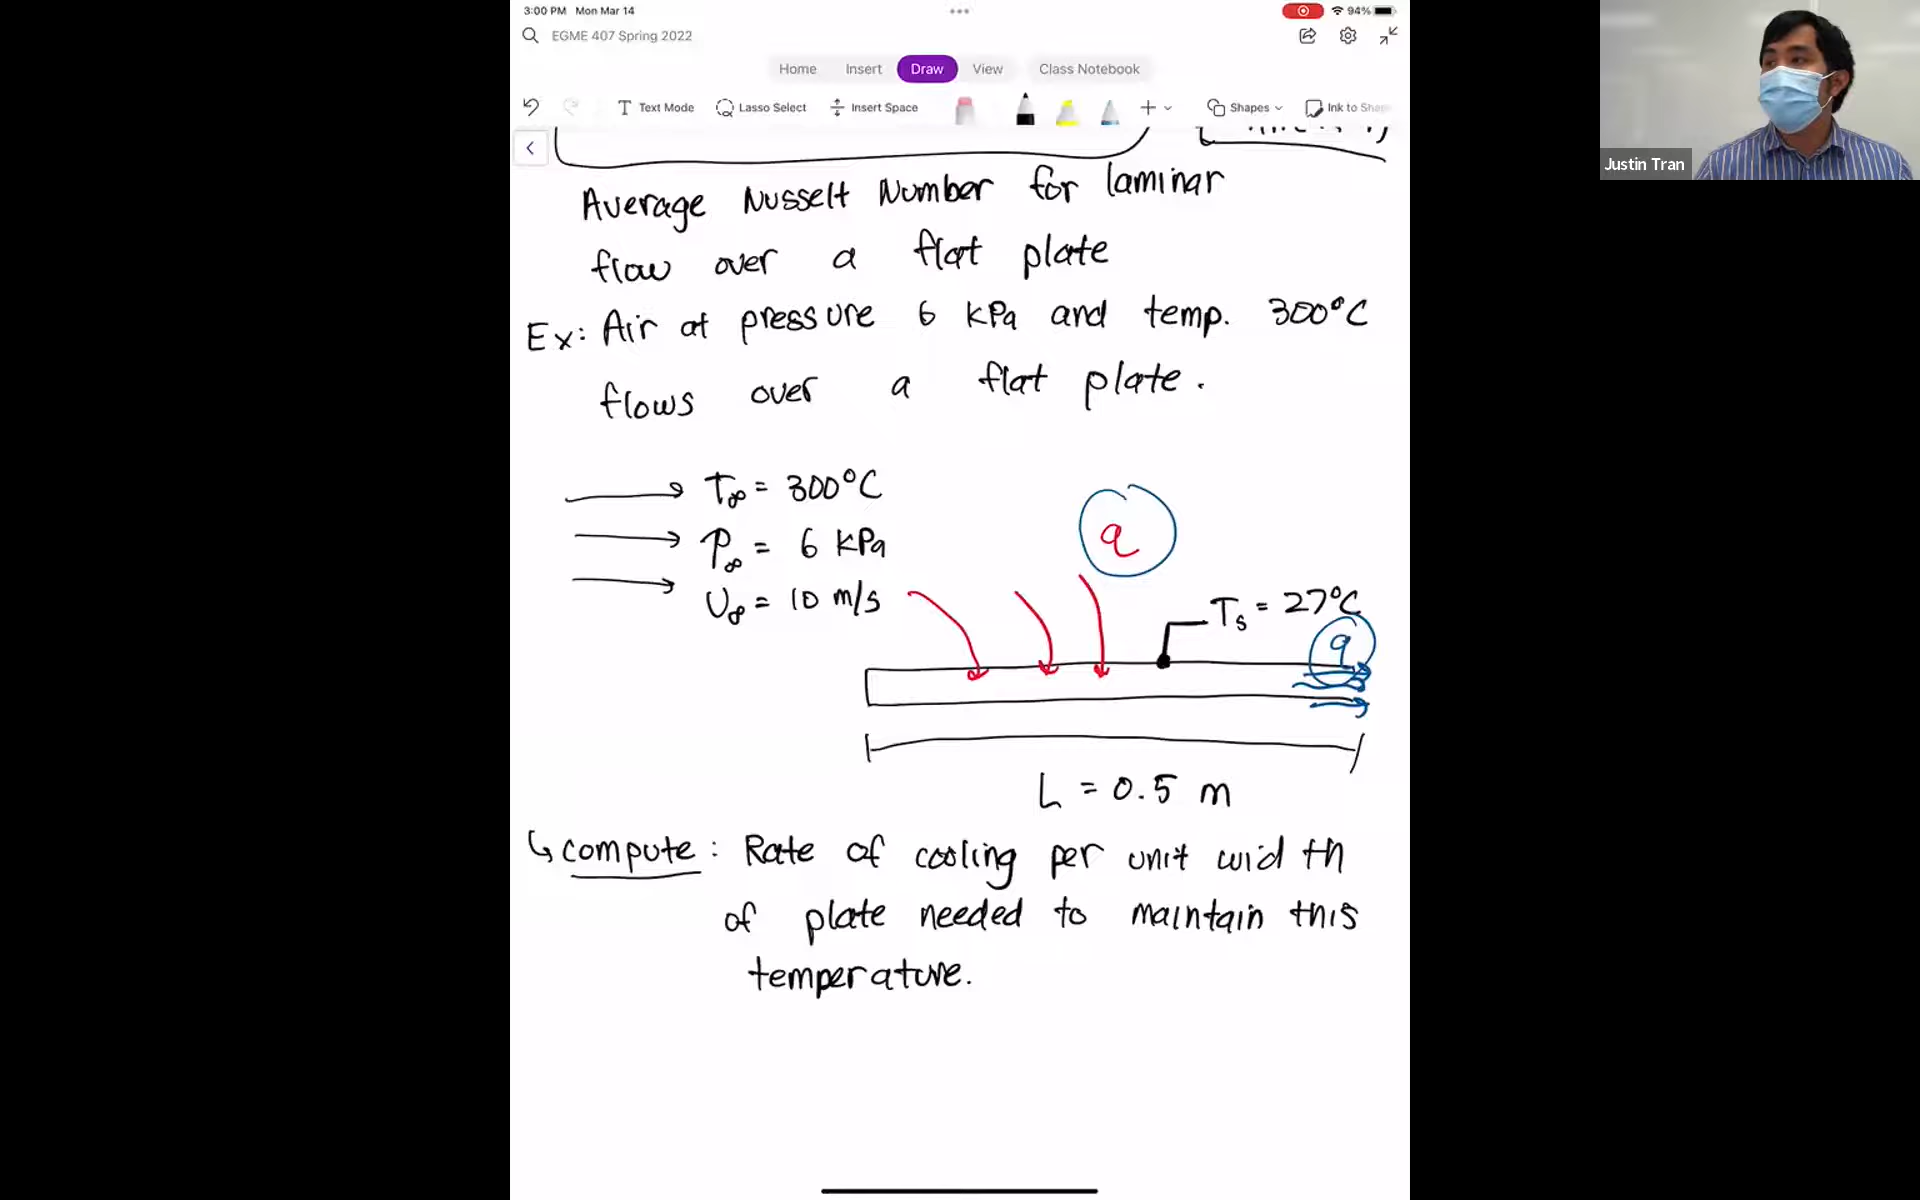 3:00 PM Mon Mar 14
94%
EGME 407 Spring 2022
Home Insert Draw View Class Notebook
Text Mode Lasso Select Insert Space Shapes Ink to
Justin Tran
Average Nusselt Number for laminar
flow over a flat plate
Ex: Air at pressure 6 kPa and temp. 300°C
flows over a flat plate.
T∞ = 300°C
P∞ = 6 kPa
U∞ = 10 m/s
q
Ts = 27°C
q
L = 0.5 m
↳ compute: Rate of cooling per unit width
of plate needed to maintain this
temperature.